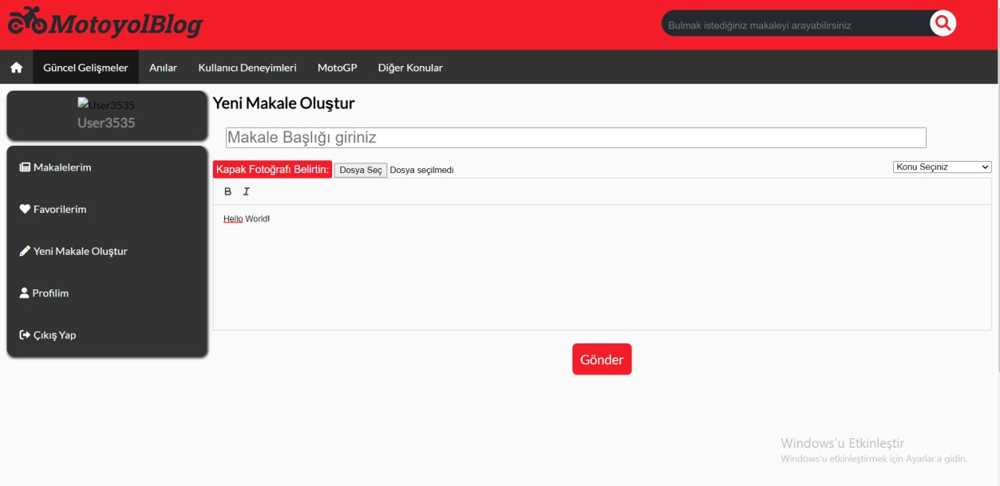 MotoyolBlog
Bulmak istediğiniz makaleyi arayabilirsiniz
Güncel Gelişmeler Anılar Kullanıcı Deneyimleri MotoGP Diğer Konular
User3535
User3535
Makalelerim
Favorilerim
Yeni Makale Oluştur
Profilim
Çıkış Yap
Yeni Makale Oluştur
Makale Başlığı giriniz
Kapak Fotoğrafı Belirtin: Dosya Seç Dosya seçilmedi Konu Seçiniz
B I
Hello World!
Gönder
Windows'u Etkinleştir
Windows'u etkinleştirmek için Ayarlar'a gidin.